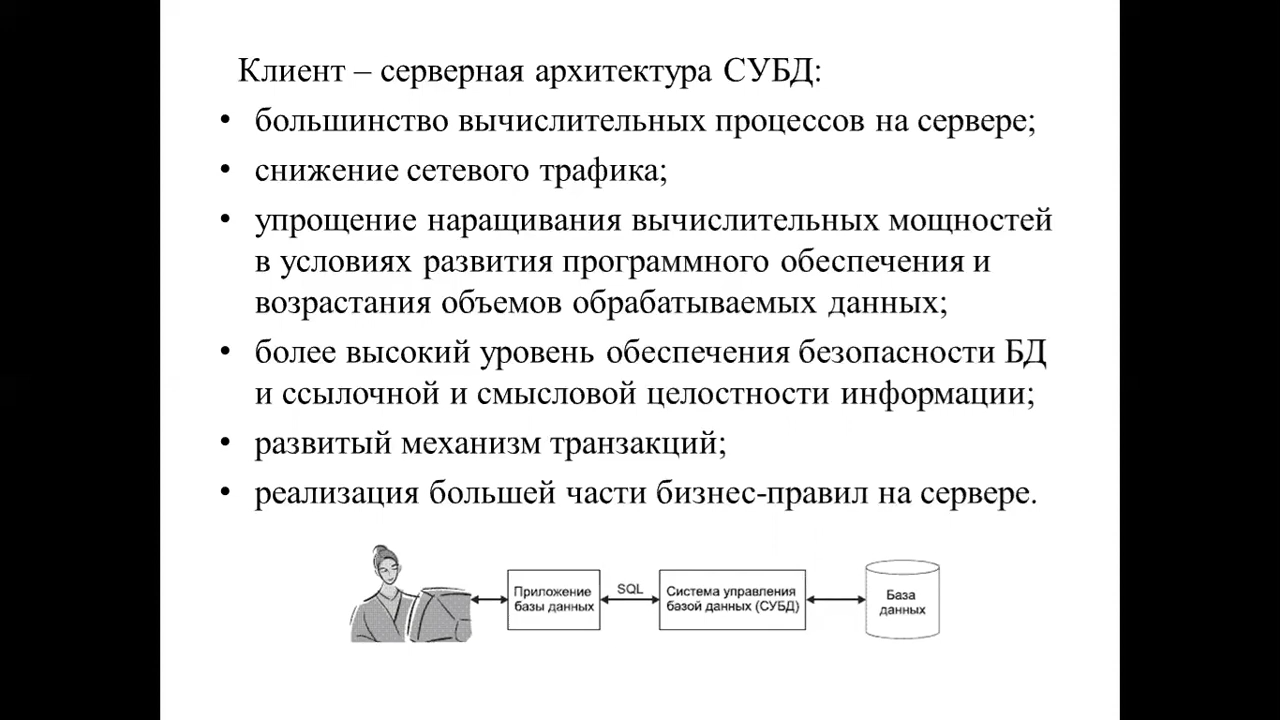 Клиент – серверная архитектура СУБД:
• большинство вычислительных процессов на сервере;
• снижение сетевого трафика;
• упрощение наращивания вычислительных мощностей
в условиях развития программного обеспечения и
возрастания объемов обрабатываемых данных;
• более высокий уровень обеспечения безопасности БД
и ссылочной и смысловой целостности информации;
• развитый механизм транзакций;
• реализация большей части бизнес-правил на сервере.
Приложение
базы данных
SQL
Система управления
базой данных (СУБД)
База
данных